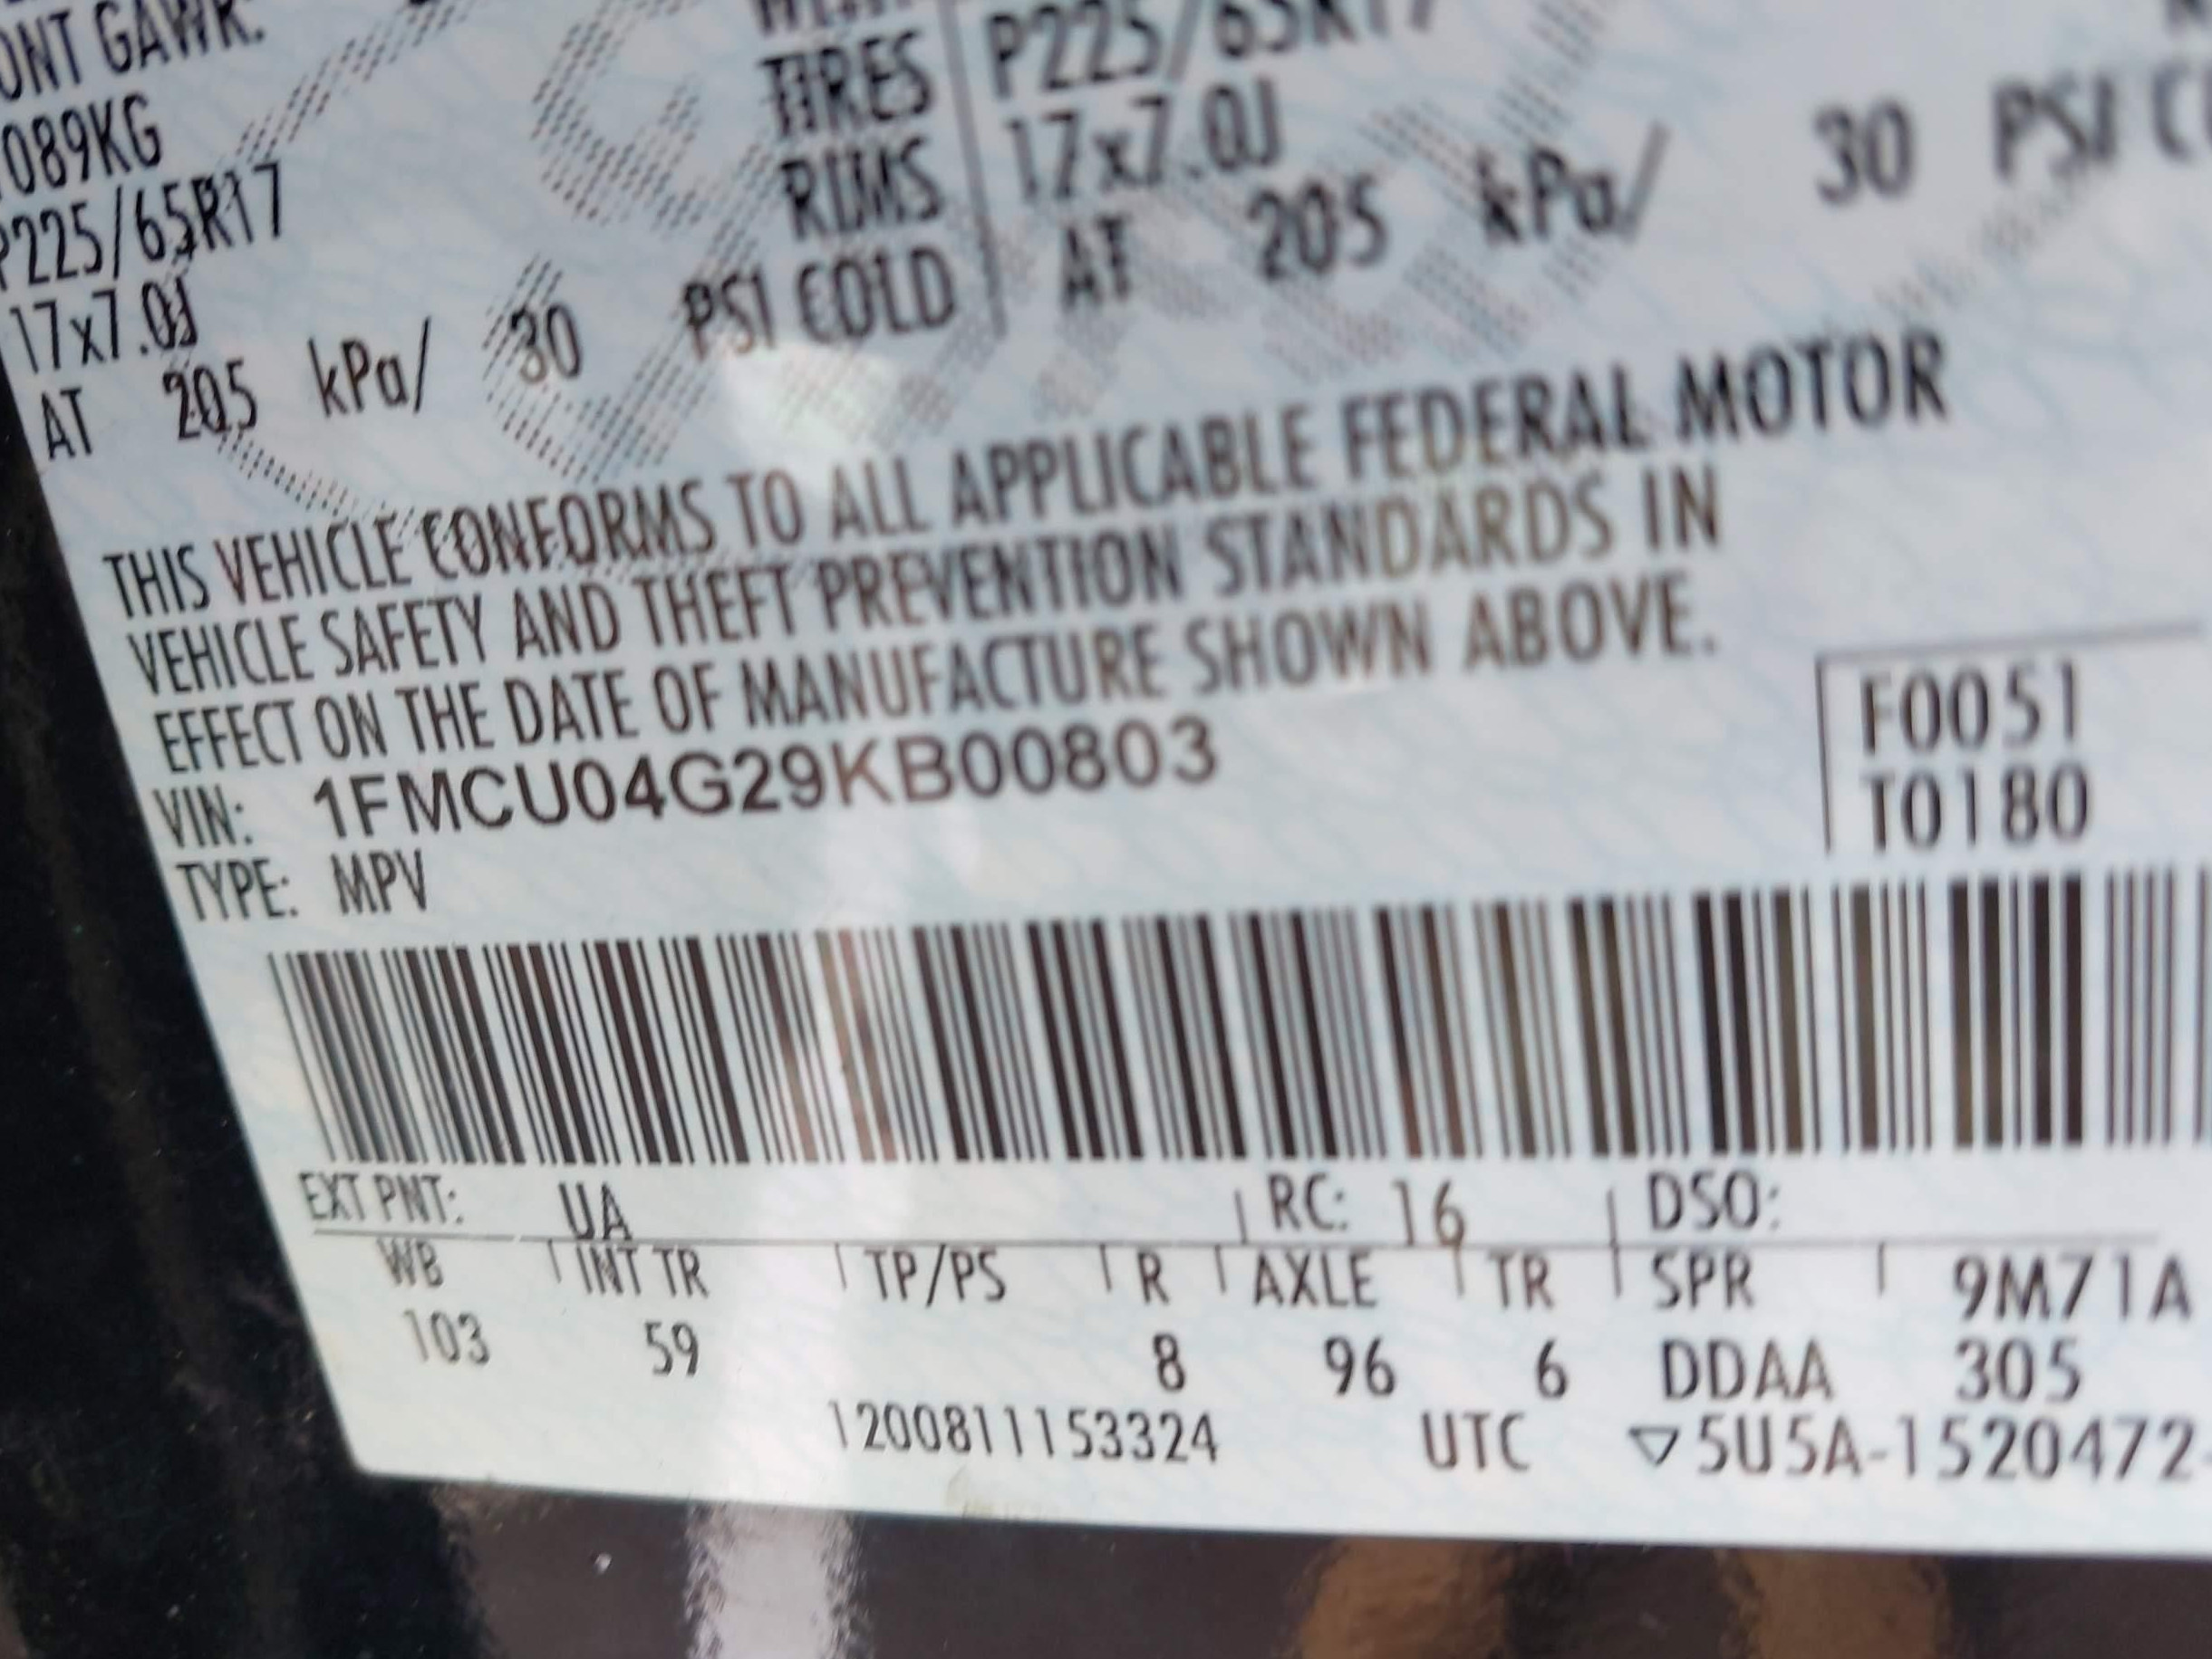 ONT GAWR:
TIRES P225/65R17
089KG
RIMS 17x7.0J
P225/65R17
PSI COLD AT 205 kPa/ 30 PSI
17x7.0J
AT 205 kPa/ 30
THIS VEHICLE CONFORMS TO ALL APPLICABLE FEDERAL MOTOR
VEHICLE SAFETY AND THEFT PREVENTION STANDARDS IN
EFFECT ON THE DATE OF MANUFACTURE SHOWN ABOVE.
VIN: 1FMCU04G29KB00803
F0051
TYPE: MPV
T0180
EXT PNT: UA RC: 16 DSO:
WB INT TR TP/PS R AXLE TR SPR 9M71A
103 59 8 96 6 DDAA 305
1200811153324 UTC ▽5U5A-1520472-